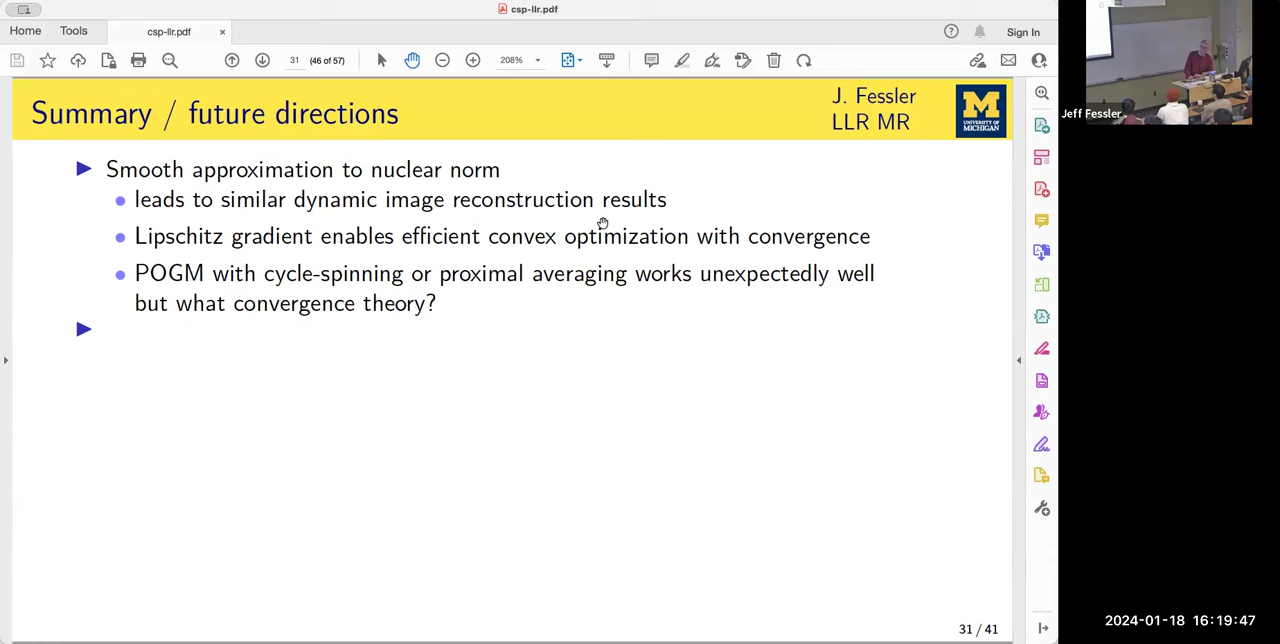 csp-llr.pdf
Home
Tools
csp-llr.pdf
×
Sign In
31
(46 of 57)
208%
Summary / future directions
J. Fessler
LLR MR
M
UNIVERSITY OF
MICHIGAN
Smooth approximation to nuclear norm
leads to similar dynamic image reconstruction results
Lipschitz gradient enables efficient convex optimization with convergence
POGM with cycle-spinning or proximal averaging works unexpectedly well
but what convergence theory?
31 / 41
Jeff Fessler...
2024-01-18 16:19:47